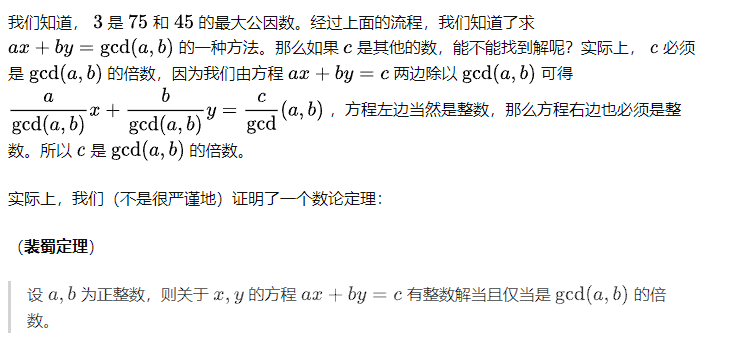 我们知道， 3 是 75 和 45 的最大公因数。经过上面的流程，我们知道了求
ax + by = gcd(a, b) 的一种方法。那么如果 c 是其他的数，能不能找到解呢？实际上， c 必须
是 gcd(a, b) 的倍数，因为我们由方程 ax + by = c 两边除以 gcd(a, b) 可得
\frac{a}{gcd(a, b)}x + \frac{b}{gcd(a, b)}y = \frac{c}{gcd}(a, b) ，方程左边当然是整数，那么方程右边也必须是整
数。所以 c 是 gcd(a, b) 的倍数。
实际上，我们（不是很严谨地）证明了一个数论定理：
（裴蜀定理）
设 a, b 为正整数，则关于 x, y 的方程 ax + by = c 有整数解当且仅当是 gcd(a, b) 的倍
数。